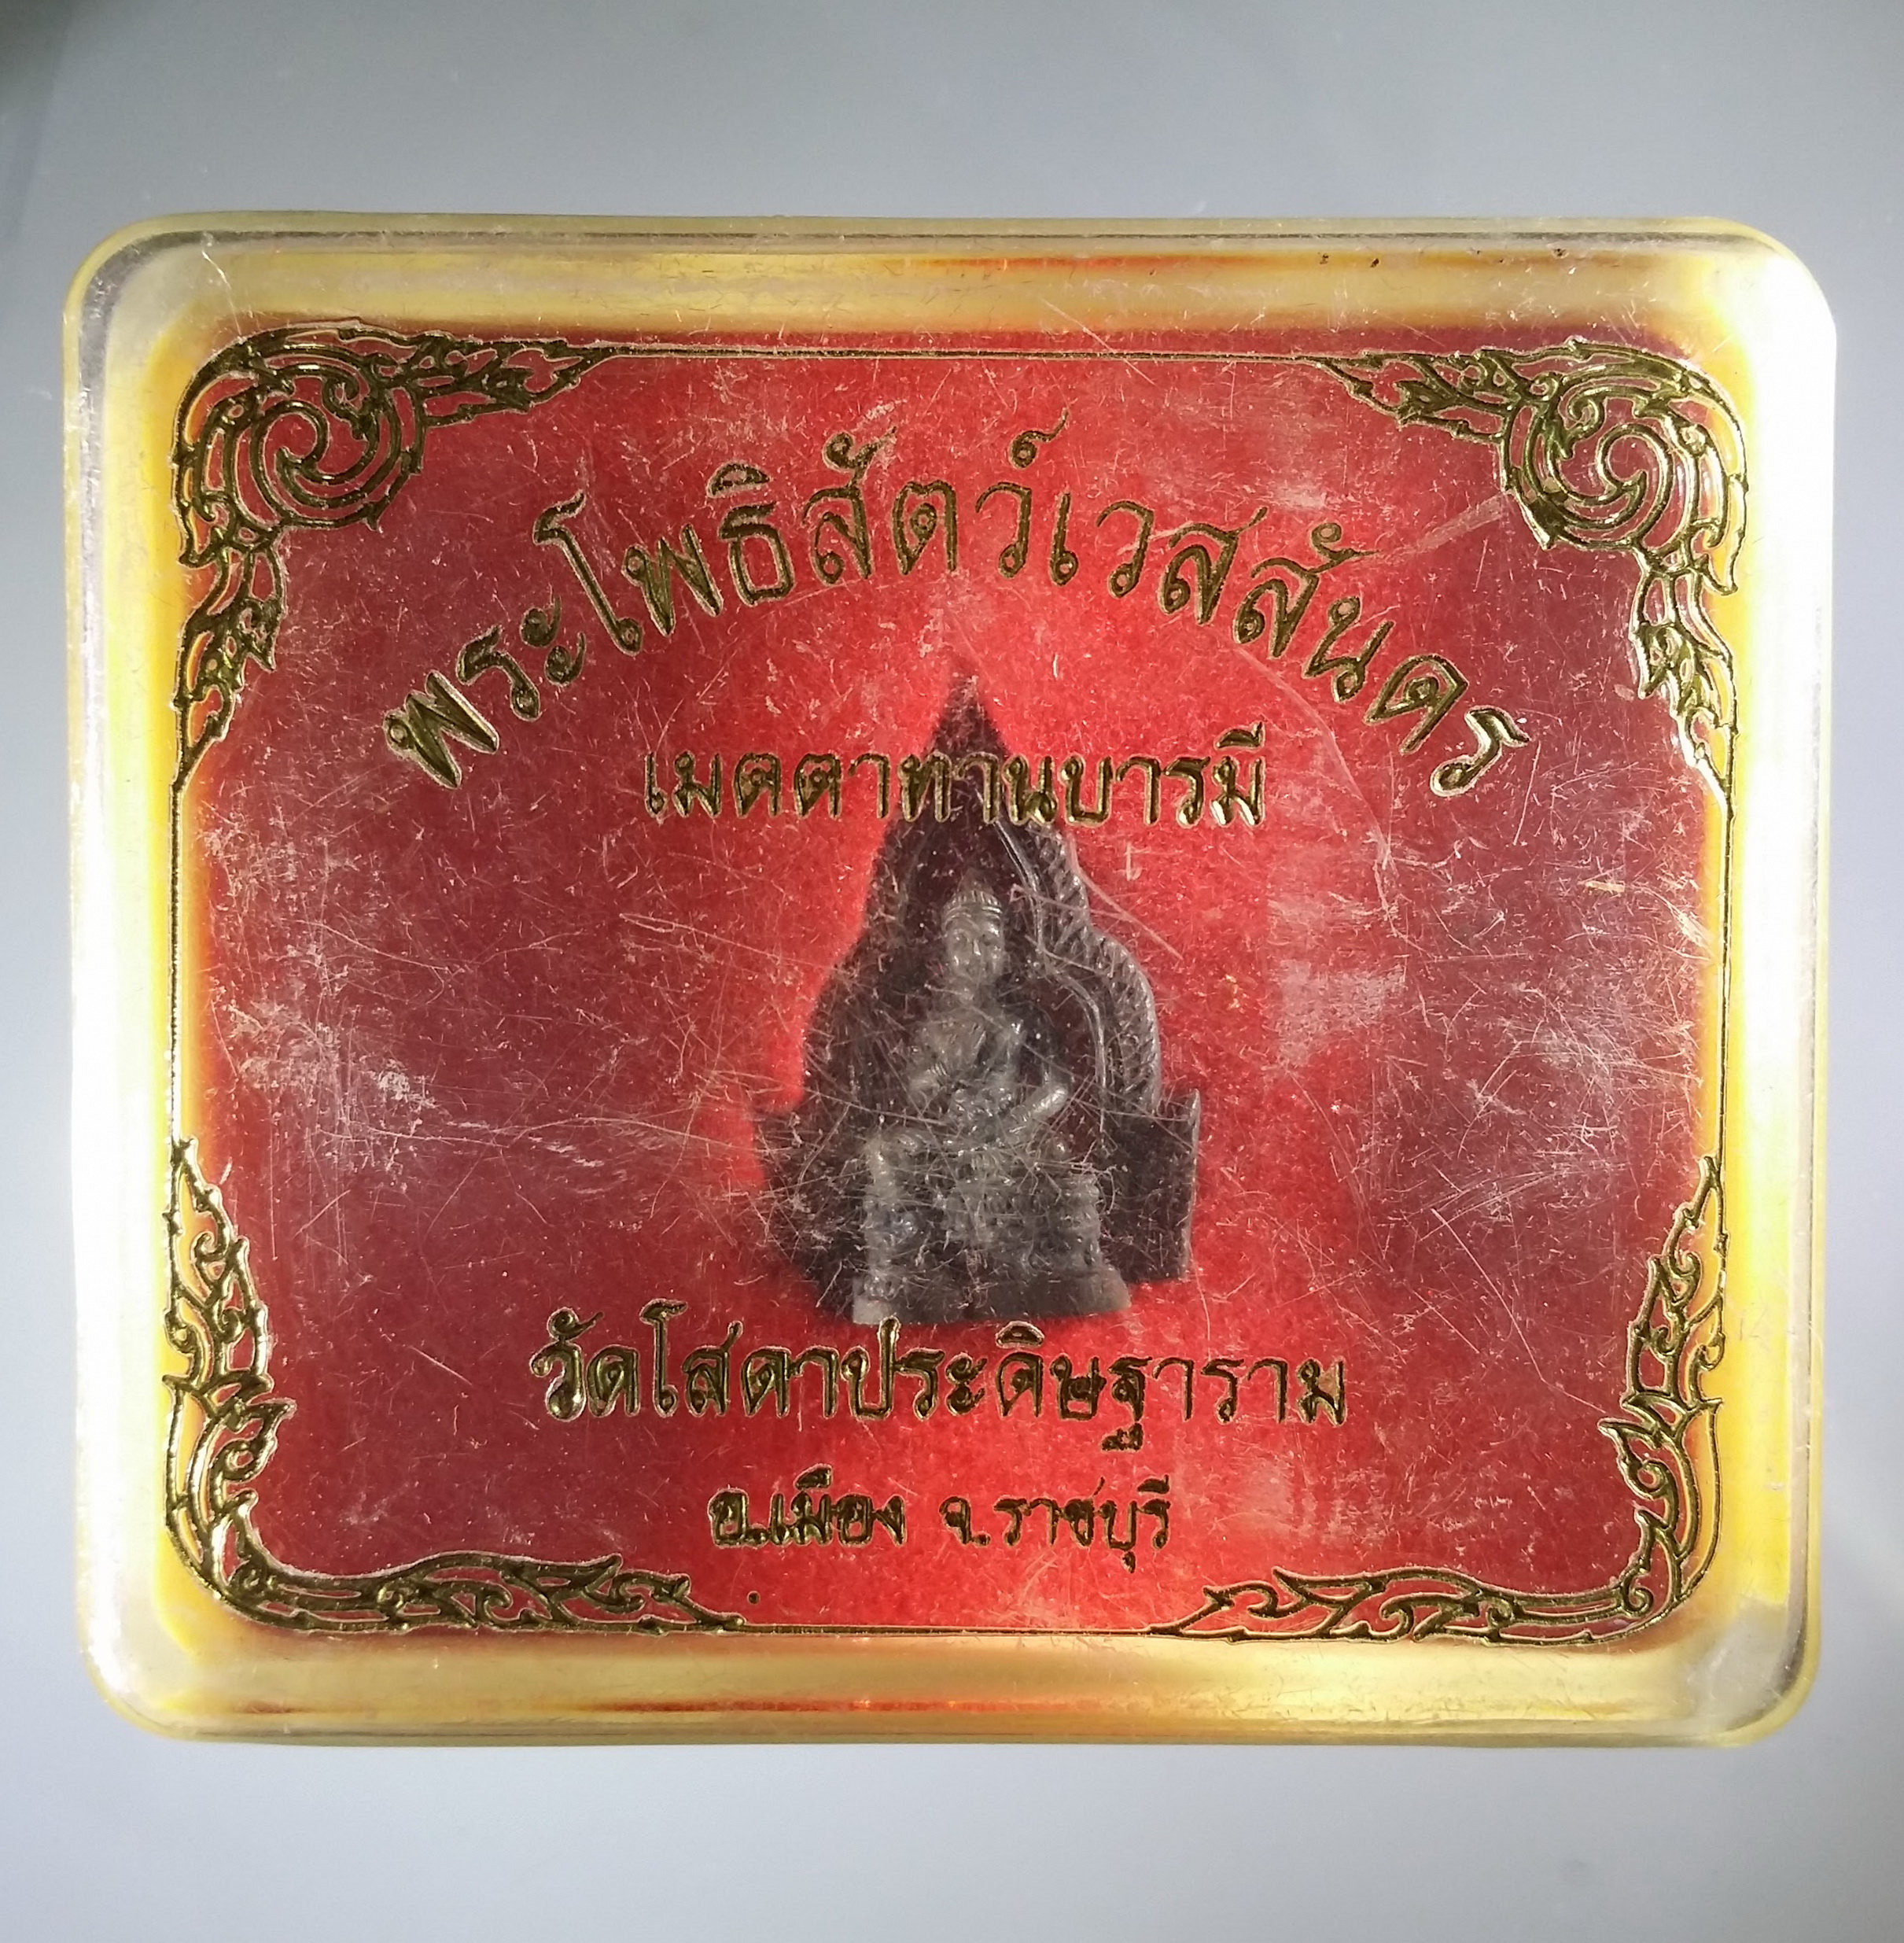 พระโพธิสัตว์เวสสันดร
เมตตาทานบารมี
วัดโสดาประดิษฐาราม
อ.เมือง จ.ราชบุรี